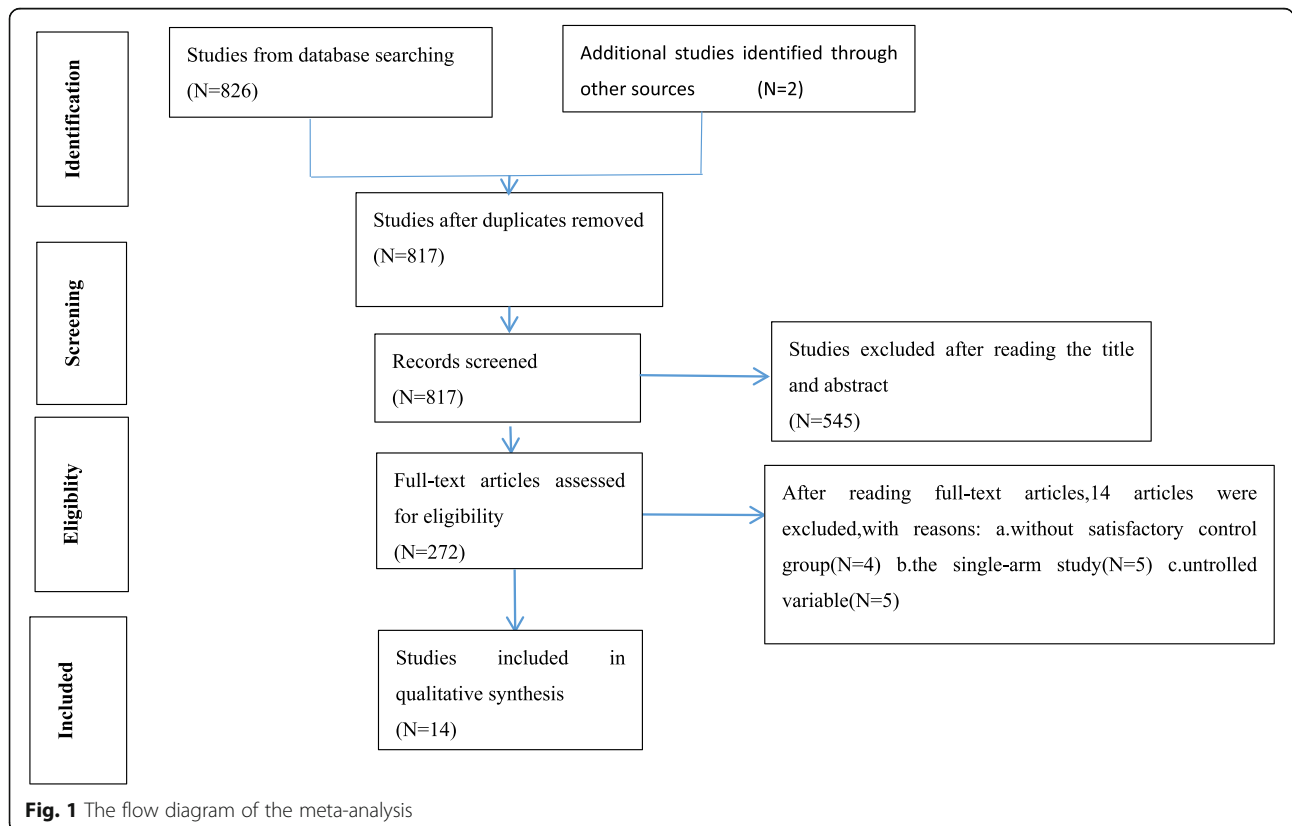 Identification
Studies from database searching
(N=826)
Additional studies identified through
other sources (N=2)
Studies after duplicates removed
(N=817)
Screening
Records screened
(N=817)
Studies excluded after reading the title
and abstract
(N=545)
Eligiblity
Full-text articles assessed
for eligibility
(N=272)
After reading full-text articles,14 articles were
excluded,with reasons: a.without satisfactory control
group(N=4) b.the single-arm study(N=5) c.untrolled
variable(N=5)
Included
Studies included in
qualitative synthesis
(N=14)
Fig. 1 The flow diagram of the meta-analysis